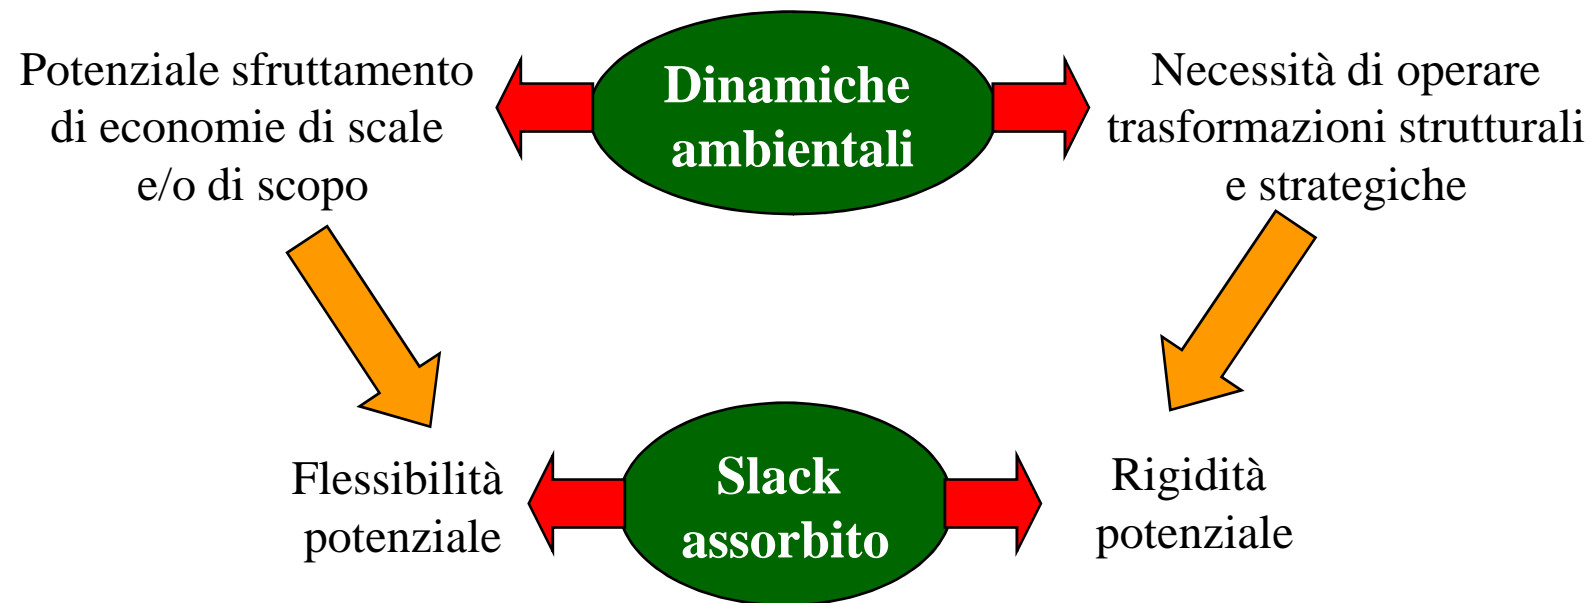 Potenziale sfruttamento
di economie di scale
e/o di scopo
Dinamiche
ambientali
Necessità di operare
trasformazioni strutturali
e strategiche
Flessibilità
potenziale
Slack
assorbito
Rigidità
potenziale